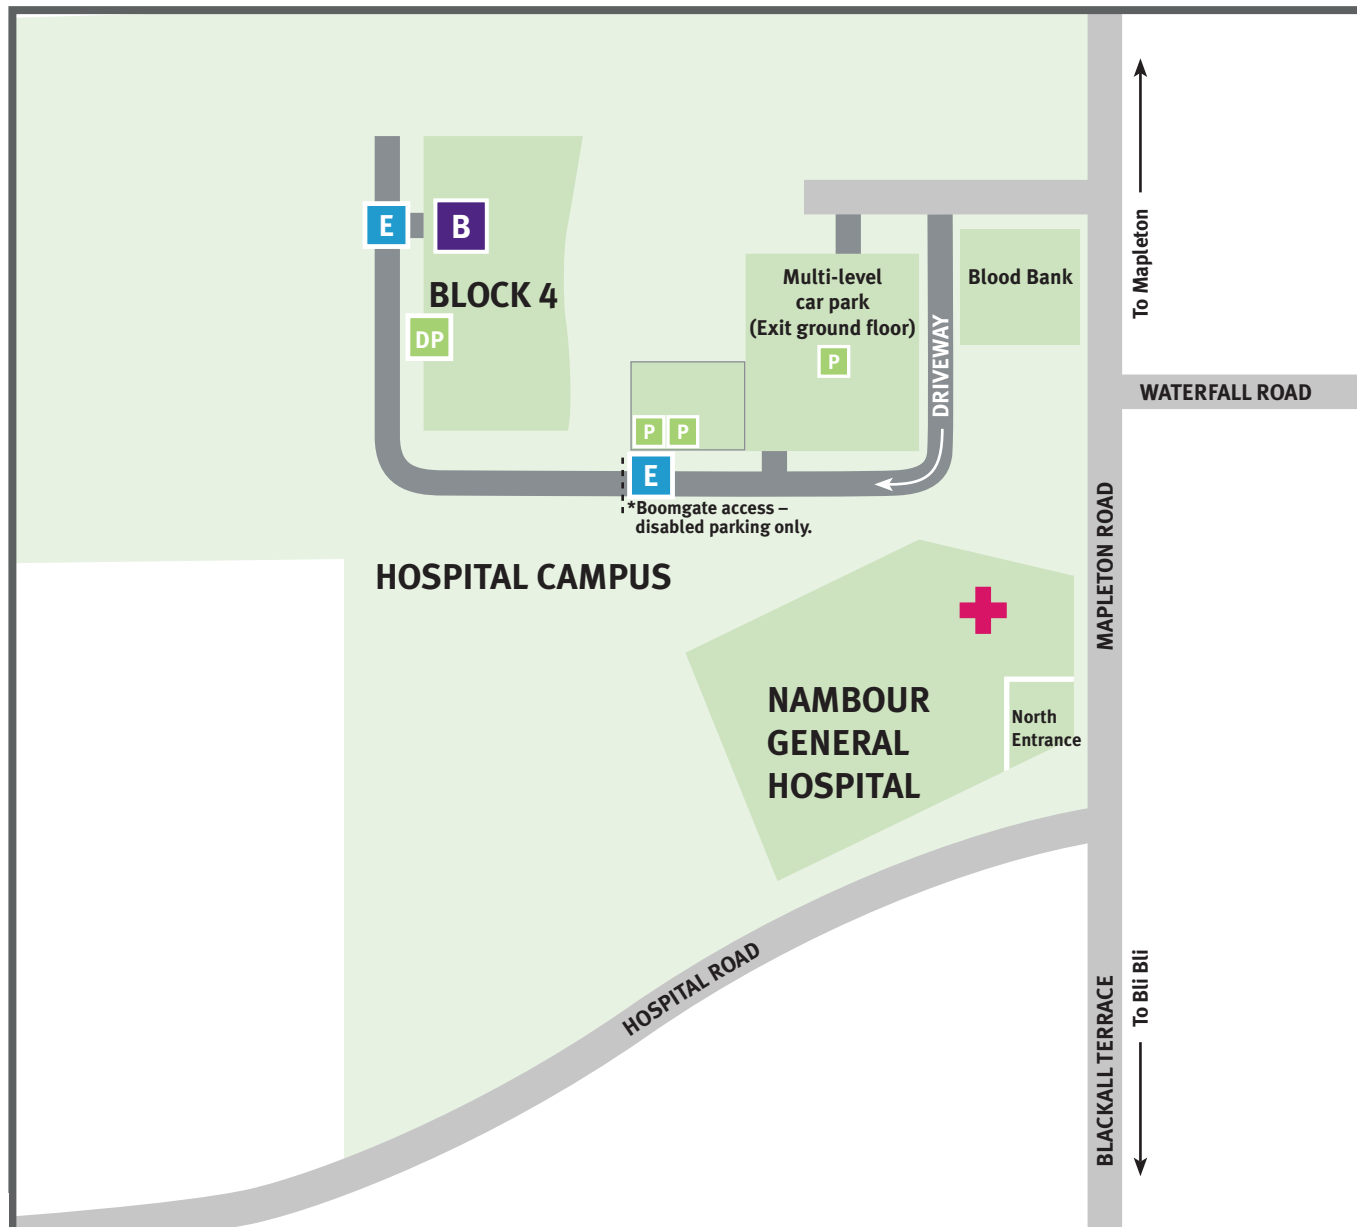 To Mapleton
E
B
BLOCK 4
DP
Multi-level
car park
(Exit ground floor)
P
DRIVEWAY
Blood Bank
WATERFALL ROAD
P
P
E
*Boomgate access –
disabled parking only.
HOSPITAL CAMPUS
MAPLETON ROAD
NAMBOUR
GENERAL
HOSPITAL
North
Entrance
HOSPITAL ROAD
BLACKALL TERRACE
To Bli Bli